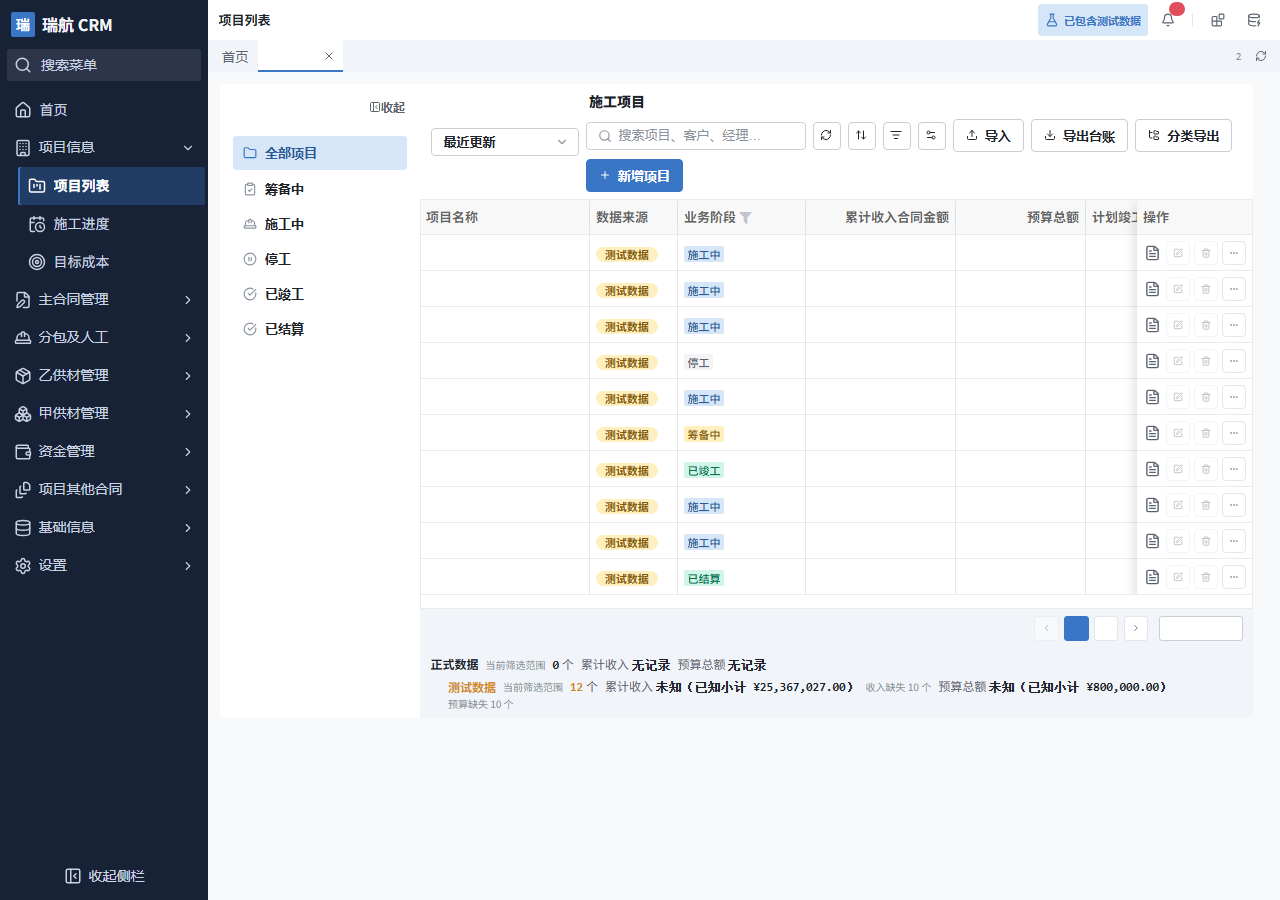 瑞 瑞航 CRM
搜索菜单
首页
项目信息
项目列表
施工进度
目标成本
主合同管理
分包及人工
乙供材管理
甲供材管理
资金管理
项目其他合同
基础信息
设置
收起侧栏
项目列表
已包含测试数据
首页
2
收起
全部项目
筹备中
施工中
停工
已竣工
已结算
施工项目
最近更新
搜索项目、客户、经理...
导入
导出台账
分类导出
+ 新增项目
项目名称 数据来源 业务阶段 累计收入合同金额 预算总额 计划竣工 操作
测试数据 施工中
测试数据 施工中
测试数据 施工中
测试数据 停工
测试数据 施工中
测试数据 筹备中
测试数据 已竣工
测试数据 施工中
测试数据 施工中
测试数据 已结算
正式数据 当前筛选范围 0 个 累计收入 无记录 预算总额 无记录
测试数据 当前筛选范围 12 个 累计收入 未知（已知小计 ¥25,367,027.00） 收入缺失 10 个 预算总额 未知（已知小计 ¥800,000.00）
预算缺失 10 个